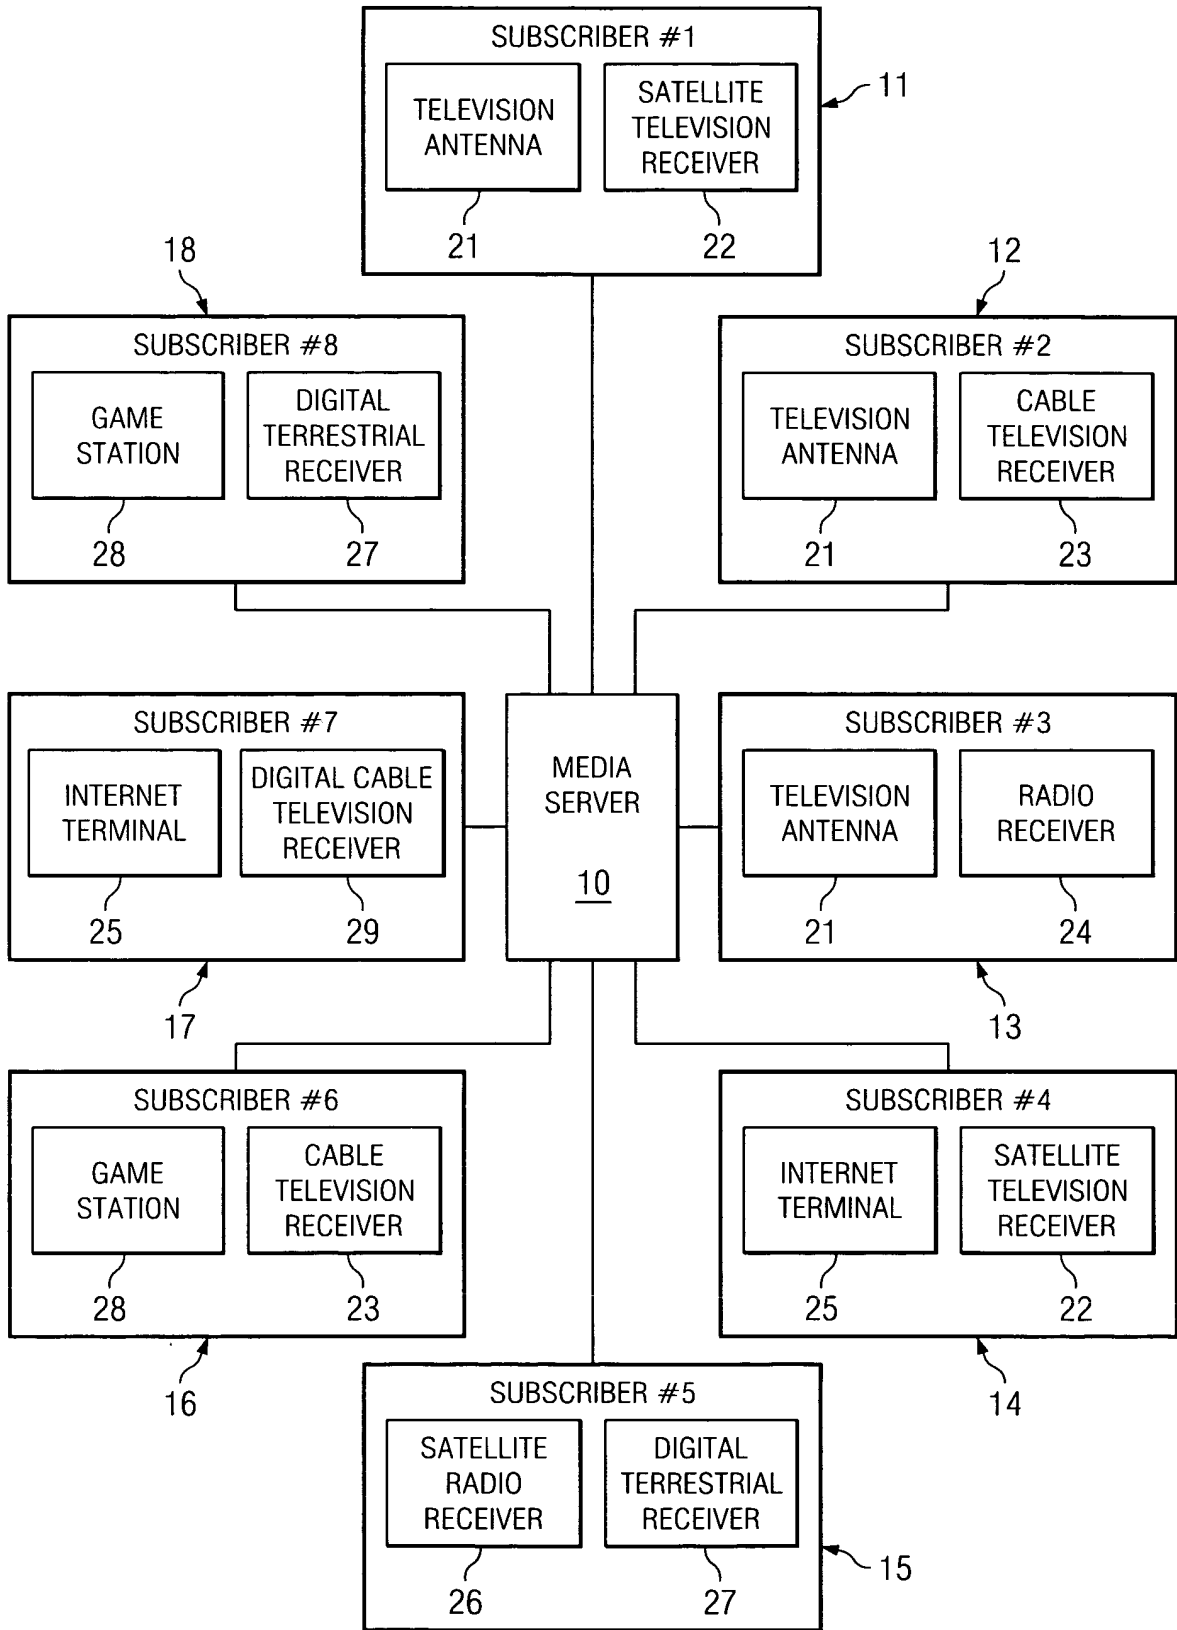 SUBSCRIBER #1
TELEVISION
ANTENNA
SATELLITE
TELEVISION
RECEIVER
11
21
22
18
SUBSCRIBER #8
GAME
STATION
DIGITAL
TERRESTRIAL
RECEIVER
28
27
12
SUBSCRIBER #2
TELEVISION
ANTENNA
CABLE
TELEVISION
RECEIVER
21
23
SUBSCRIBER #7
INTERNET
TERMINAL
DIGITAL CABLE
TELEVISION
RECEIVER
25
29
17
MEDIA
SERVER
10
SUBSCRIBER #3
TELEVISION
ANTENNA
RADIO
RECEIVER
21
24
13
SUBSCRIBER #6
GAME
STATION
CABLE
TELEVISION
RECEIVER
28
23
16
SUBSCRIBER #4
INTERNET
TERMINAL
SATELLITE
TELEVISION
RECEIVER
25
22
14
SUBSCRIBER #5
SATELLITE
RADIO
RECEIVER
DIGITAL
TERRESTRIAL
RECEIVER
26
27
15